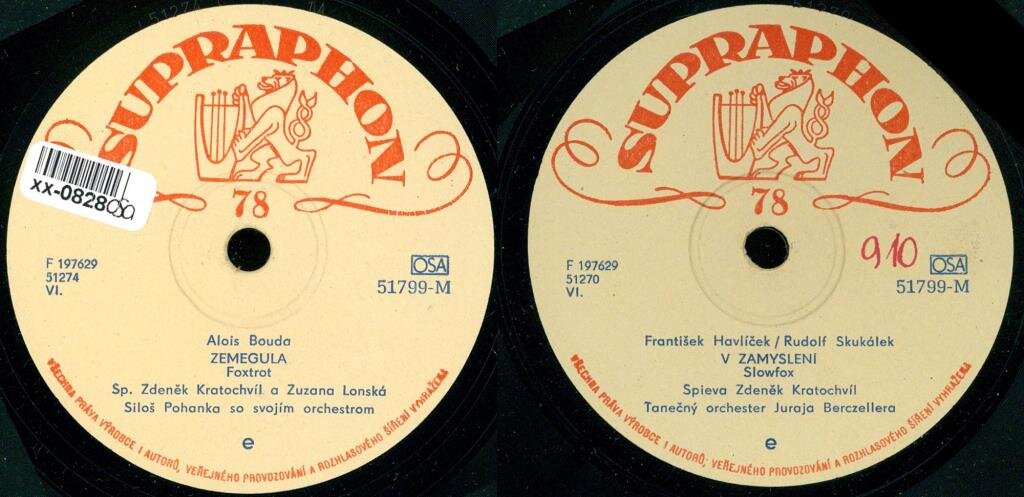 SUPRAPHON
78
XX-0828
OSA
F 197629
51274
VI.
OSA
51799-M
Alois Bouda
ZEMEGULA
Foxtrot
Sp. Zdeněk Kratochvíl a Zuzana Lonská
Siloš Pohanka so svojím orchestrom
e
VŠECHNA PRÁVA VÝROBCE I AUTORŮ, VEŘEJNÉHO PROVOZOVÁNÍ A ROZHLASOVÉHO ŠÍŘENÍ VYHRAŽENA
SUPRAPHON
78
910
F 197629
51270
VI.
OSA
51799-M
František Havlíček / Rudolf Skukálek
V ZAMYSLENÍ
Slowfox
Spieva Zdeněk Kratochvíl
Tanečný orchester Juraja Berczellera
e
VŠECHNA PRÁVA VÝROBCE I AUTORŮ, VEŘEJNÉHO PROVOZOVÁNÍ A ROZHLASOVÉHO ŠÍŘENÍ VYHRAŽENA